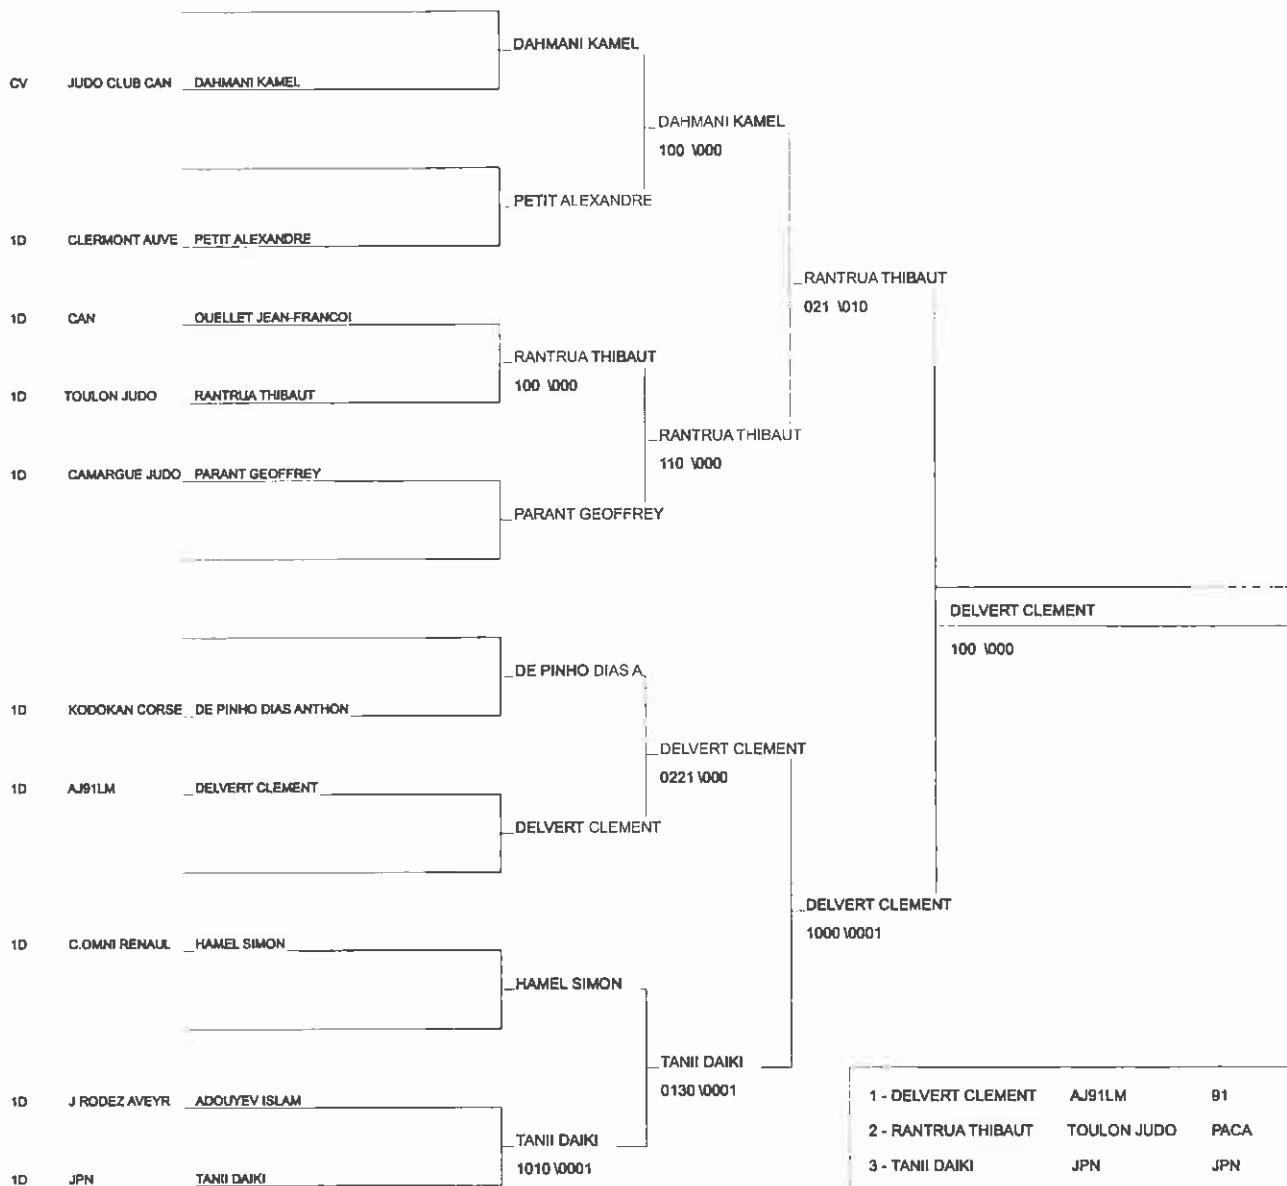 DAHMANI KAMEL
CV JUDO CLUB CAN DAHMANI KAMEL
DAHMANI KAMEL
100 \000
PETIT ALEXANDRE
1D CLERMONT AUVE PETIT ALEXANDRE
RANTRUA THIBAUT
021 \010
1D CAN OUELLET JEAN-FRANCOI
RANTRUA THIBAUT
100 \000
1D TOULON JUDO RANTRUA THIBAUT
RANTRUA THIBAUT
110 \000
1D CAMARGUE JUDO PARANT GEOFFREY
PARANT GEOFFREY
DELVERT CLEMENT
100 \000
DE PINHO DIAS A
1D KODOKAN CORSE DE PINHO DIAS ANTHON
DELVERT CLEMENT
0221 \000
1D AJ91LM DELVERT CLEMENT
DELVERT CLEMENT
DELVERT CLEMENT
1000 \0001
1D C.OMNI RENAUL HAMEL SIMON
HAMEL SIMON
TANII DAIKI
0130 \0001
1D J RODEZ AVEYR ADOUYEV ISLAM
TANII DAIKI
1010 \0001
1D JPN TANII DAIKI
1 - DELVERT CLEMENT AJ91LM 91
2 - RANTRUA THIBAUT TOULON JUDO PACA
3 - TANII DAIKI JPN JPN